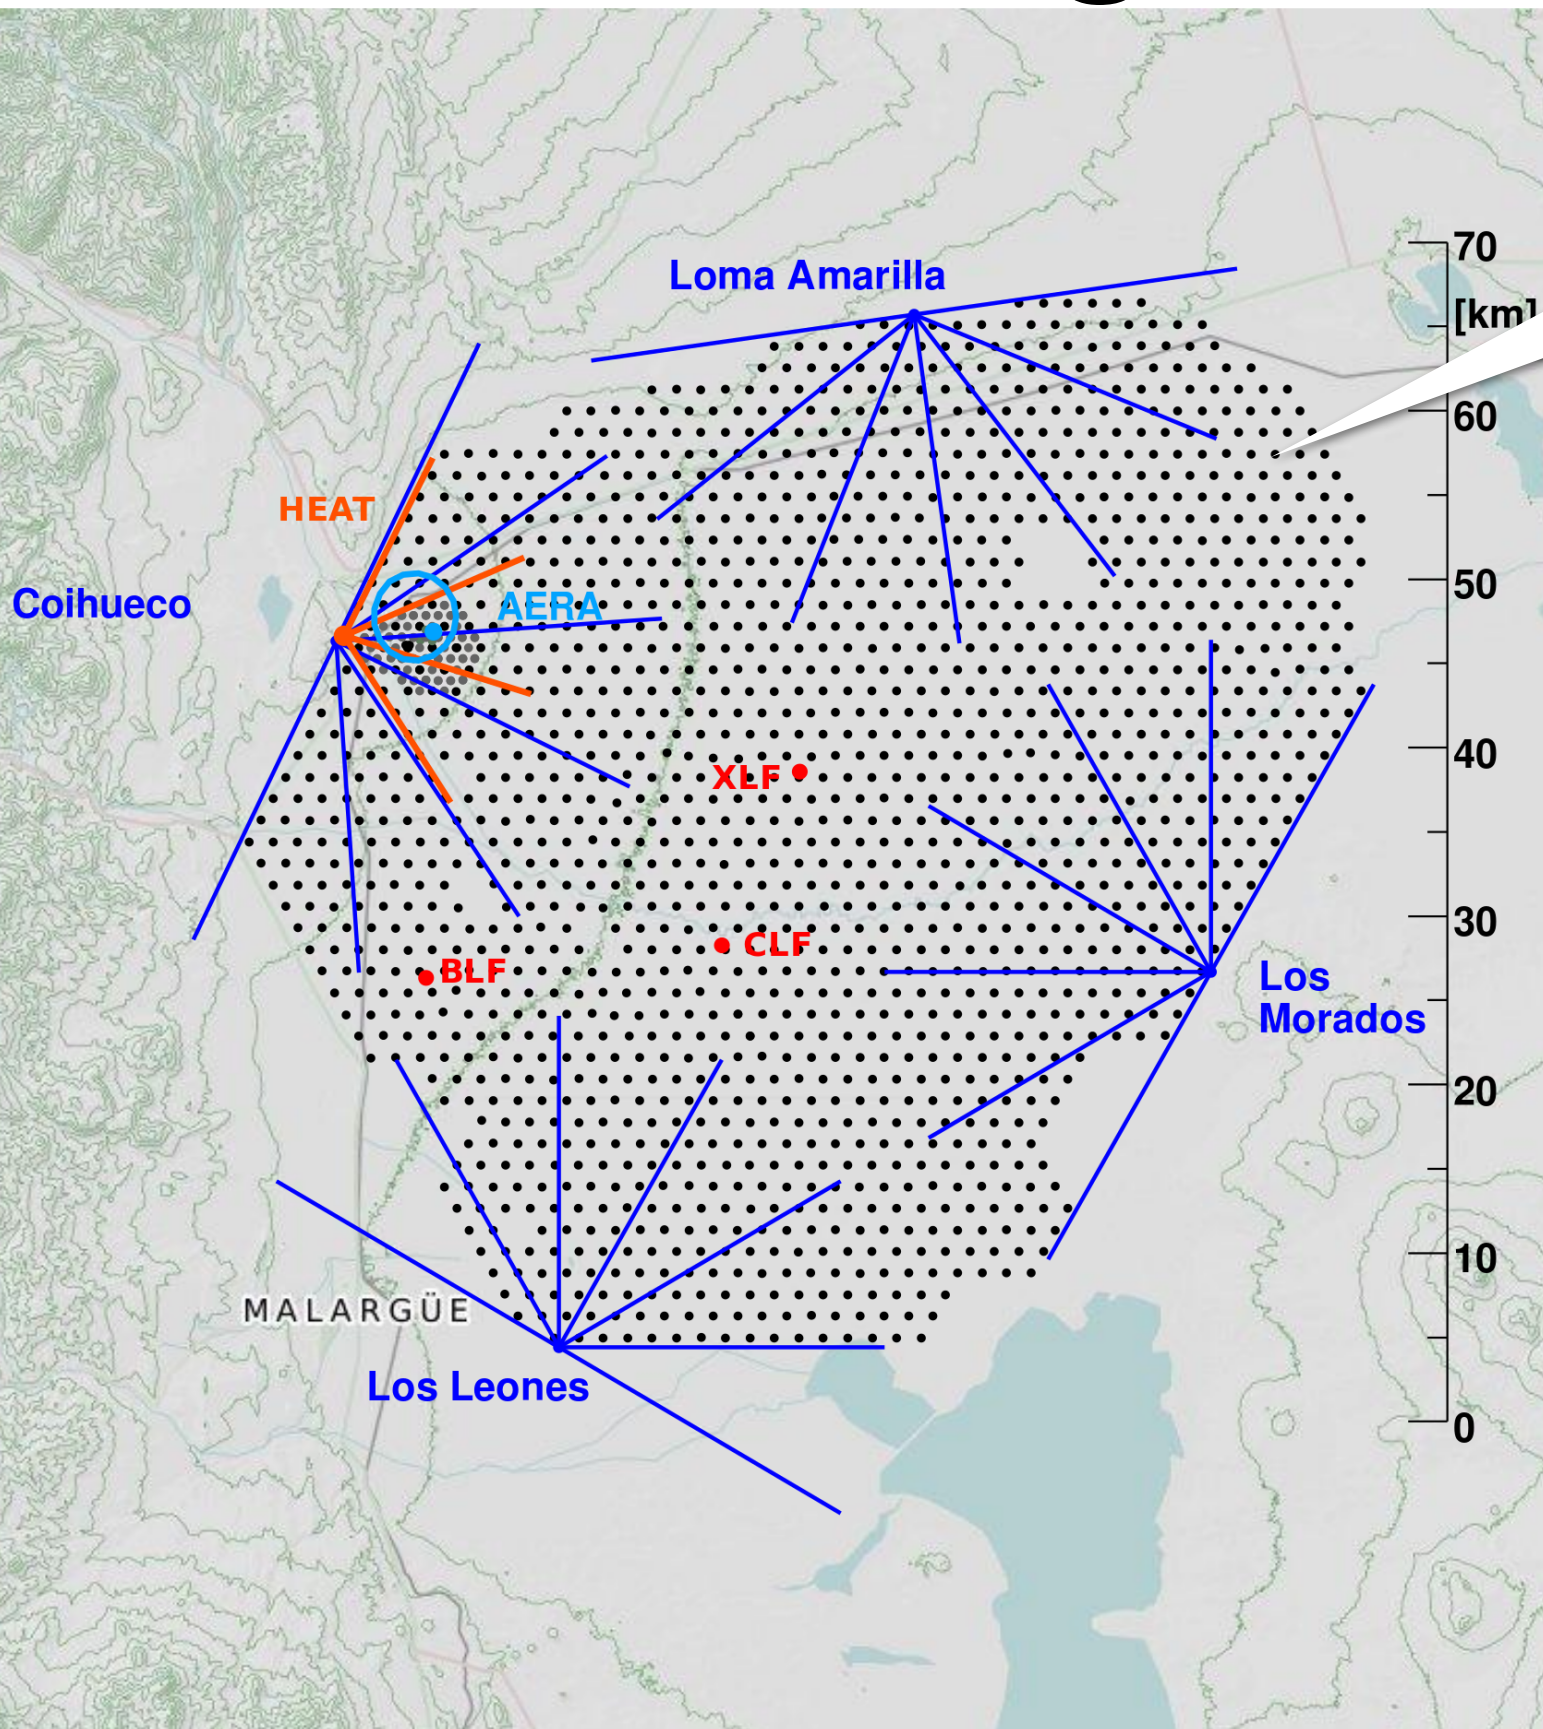 Loma Amarilla
70
[km]
60
HEAT
50
Coihueco
AERA
40
XLF
30
CLF
BLF
Los
Morados
20
10
MALARGÜE
Los Leones
0